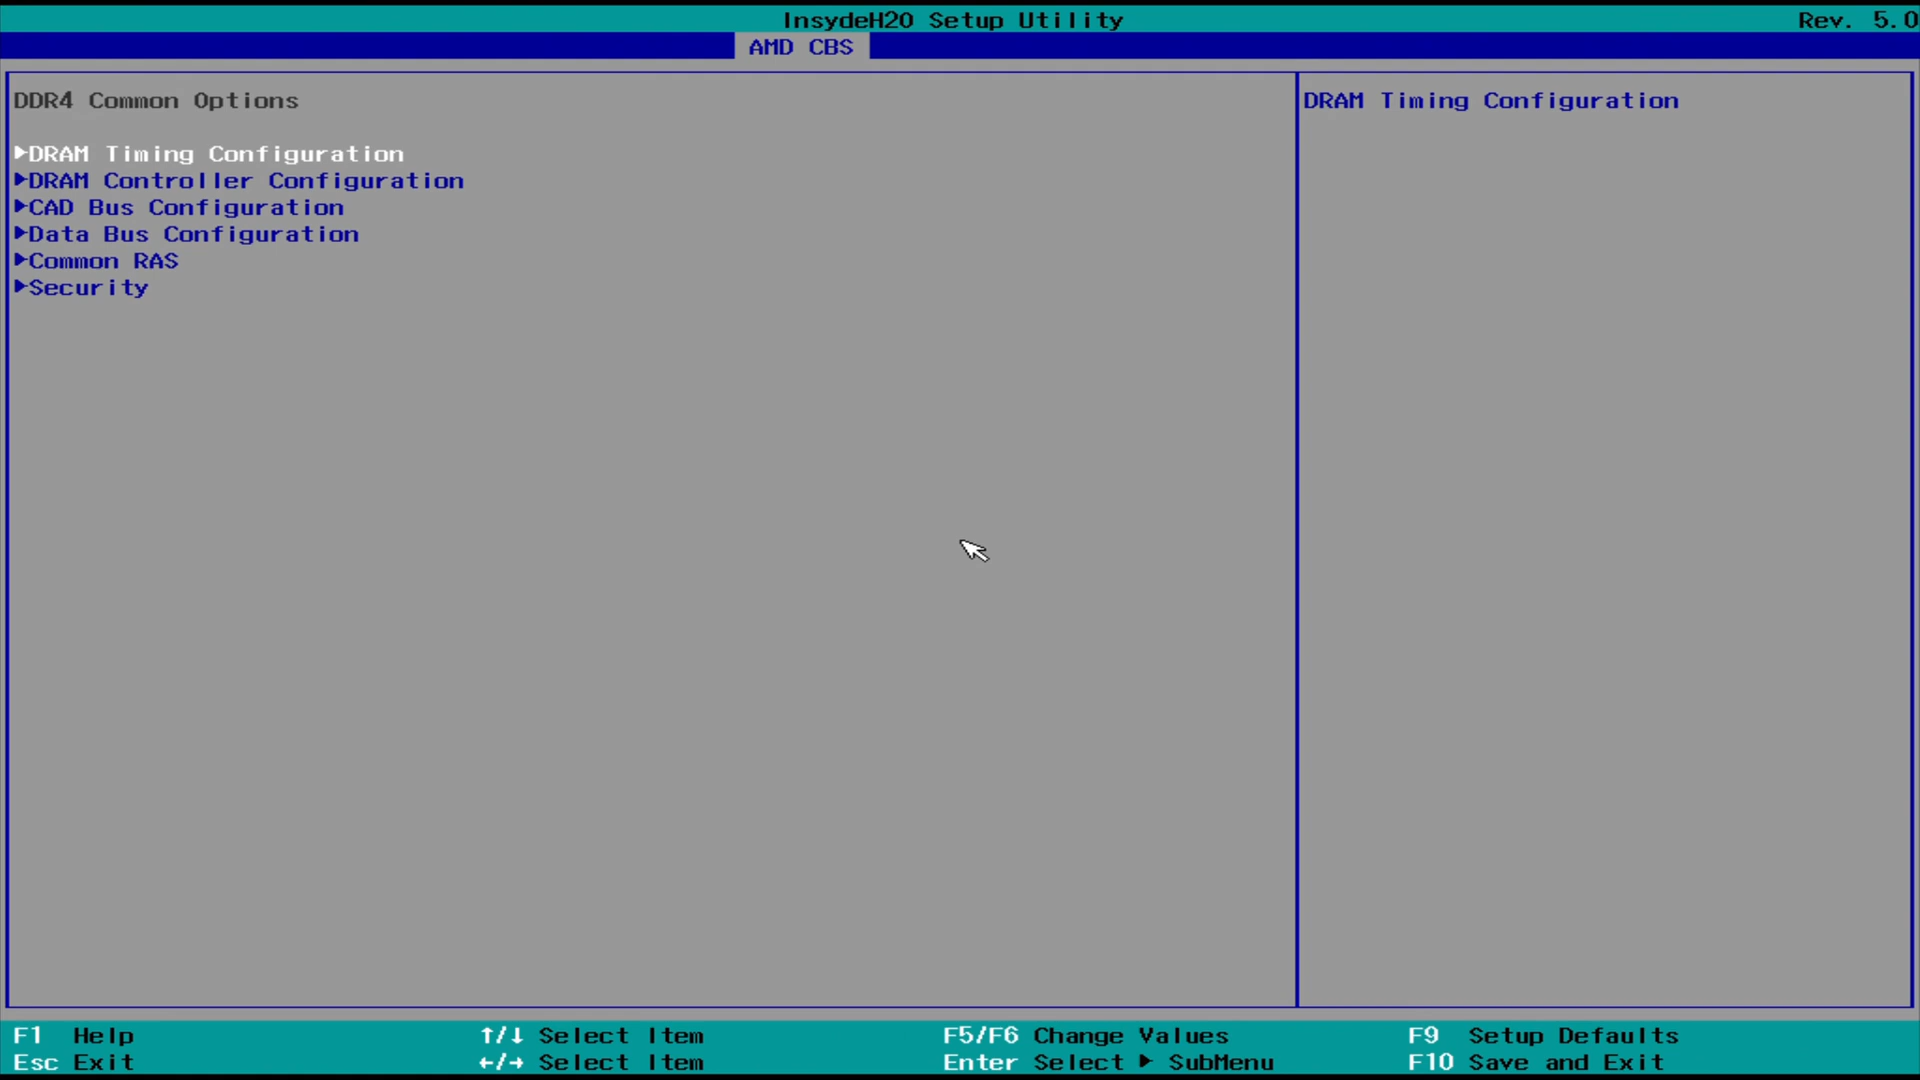 InsydeH20 Setup Utility Rev. 5.0
AMD CBS
DDR4 Common Options
DRAM Timing Configuration
▶DRAM Timing Configuration
▶DRAM Controller Configuration
▶CAD Bus Configuration
▶Data Bus Configuration
▶Common RAS
▶Security
F1 Help ↑/↓ Select Item F5/F6 Change Values F9 Setup Defaults
Esc Exit ←/→ Select Item Enter Select ▶ SubMenu F10 Save and Exit